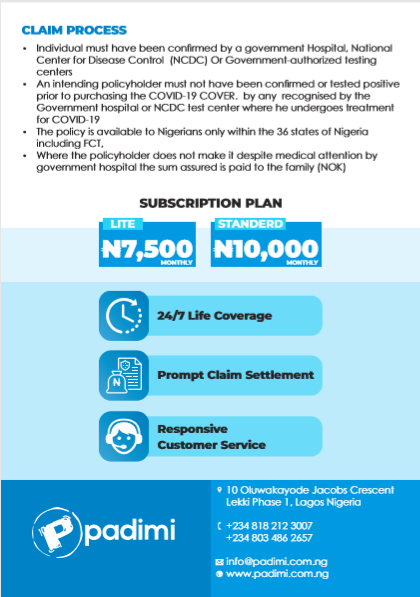 CLAIM PROCESS
• Individual must have been confirmed by a government Hospital, National
Center for Disease Control (NCDC) Or Government-authorized testing
centers
• An intending policyholder must not have been confirmed or tested positive
prior to purchasing the COVID-19 COVER. by any recognised by the
Government hospital or NCDC test center where he undergoes treatment
for COVID-19
• The policy is available to Nigerians only within the 36 states of Nigeria
including FCT,
• Where the policyholder does not make it despite medical attention by
government hospital the sum assured is paid to the family (NOK)
SUBSCRIPTION PLAN
LITE
₦7,500
MONTHLY
STANDERD
₦10,000
MONTHLY
24/7 Life Coverage
₦
Prompt Claim Settlement
Responsive
Customer Service
padimi
10 Oluwakayode Jacobs Crescent
Lekki Phase 1, Lagos Nigeria
+234 818 212 3007
+234 803 486 2657
info@padimi.com.ng
www.padimi.com.ng